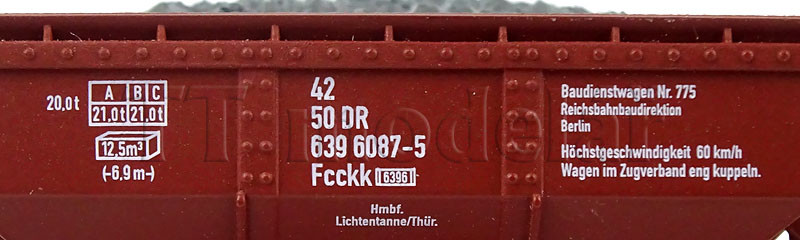 20,0 t
A B C
21,0t 21,0t
12,5m³
(-6,9 m-)
42
50 DR
639 6087-5
Fcckk [6396]
Hmbf.
Lichtentanne/Thür.
Baudienstwagen Nr. 775
Reichsbahnbaudirektion
Berlin
Höchstgeschwindigkeit 60 km/h
Wagen im Zugverband eng kuppeln.